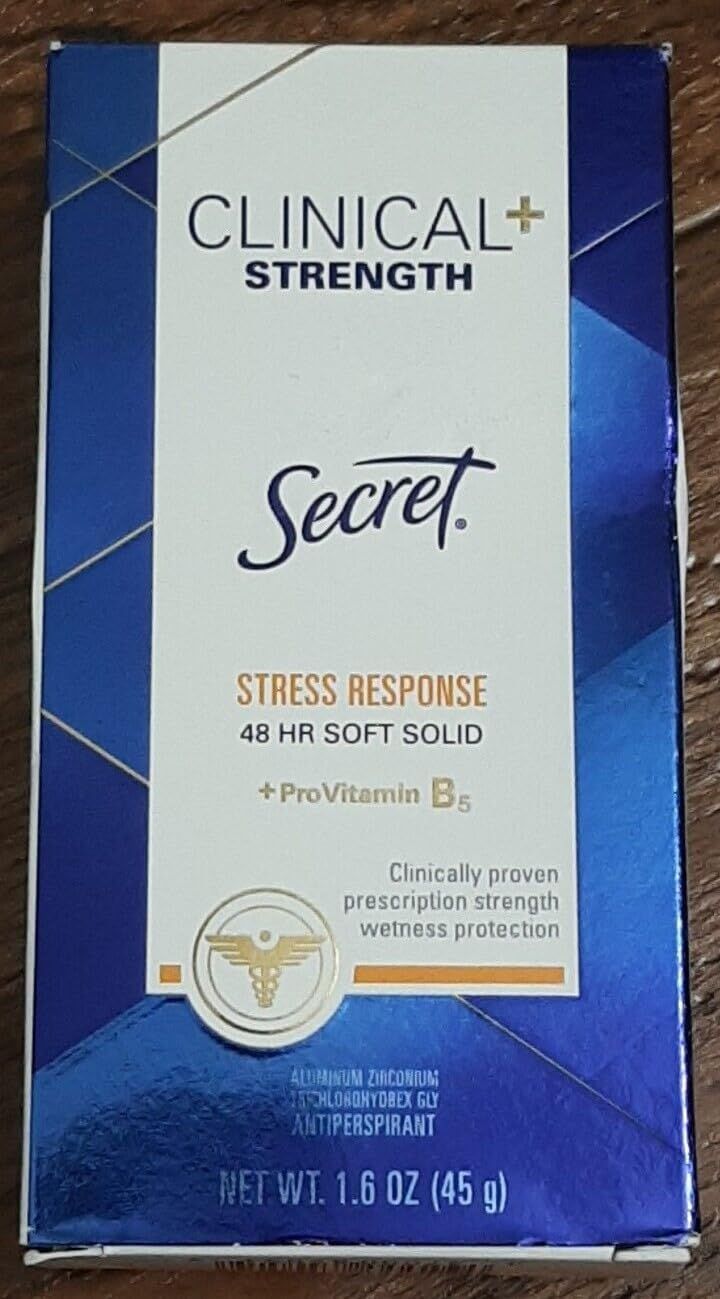 CLINICAL+
STRENGTH
Secret®
STRESS RESPONSE
48 HR SOFT SOLID
+ProVitamin B5
Clinically proven
prescription strength
wetness protection
ALUMINUM ZIRCONIUM
TRICHLOROHYDREX GLY
ANTIPERSPIRANT
NET WT. 1.6 OZ (45 g)